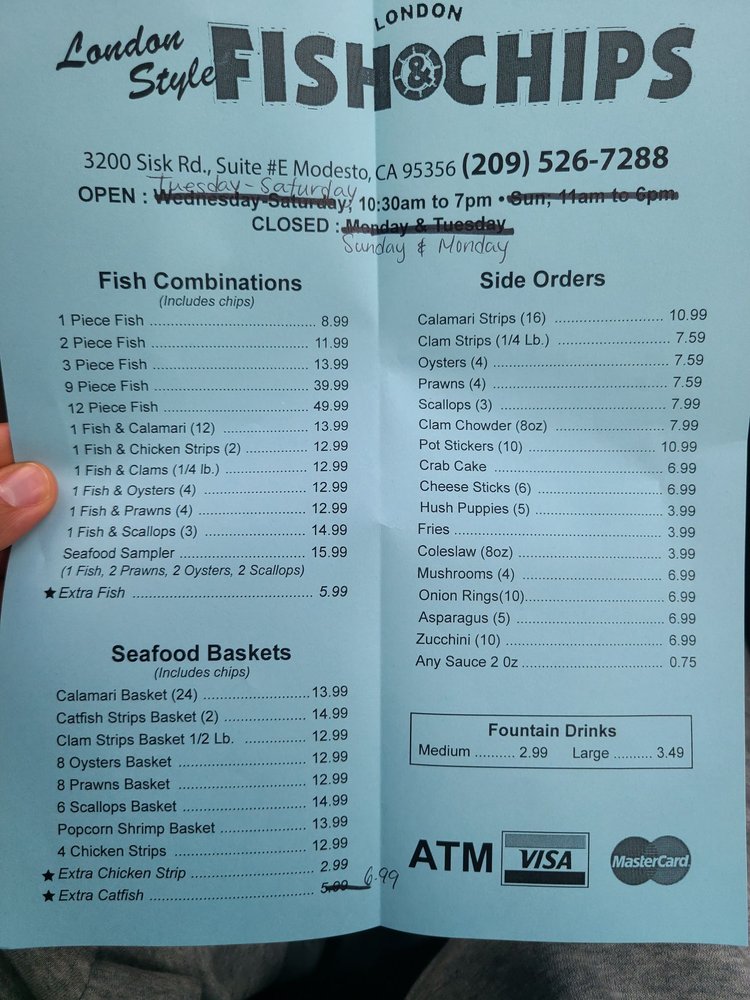 LONDON
London Style FISH & CHIPS
3200 Sisk Rd., Suite #E Modesto, CA 95356 (209) 526-7288
Tuesday-Saturday
OPEN : Wednesday-Saturday; 10:30am to 7pm • Sun; 11am to 6pm
CLOSED : Monday & Tuesday
Sunday & Monday
Fish Combinations
(Includes chips)
1 Piece Fish 8.99
2 Piece Fish 11.99
3 Piece Fish 13.99
9 Piece Fish 39.99
12 Piece Fish 49.99
1 Fish & Calamari (12) 13.99
1 Fish & Chicken Strips (2) 12.99
1 Fish & Clams (1/4 lb.) 12.99
1 Fish & Oysters (4) 12.99
1 Fish & Prawns (4) 12.99
1 Fish & Scallops (3) 14.99
Seafood Sampler 15.99
(1 Fish, 2 Prawns, 2 Oysters, 2 Scallops)
★ Extra Fish 5.99
Seafood Baskets
(Includes chips)
Calamari Basket (24) 13.99
Catfish Strips Basket (2) 14.99
Clam Strips Basket 1/2 Lb. 12.99
8 Oysters Basket 12.99
8 Prawns Basket 12.99
6 Scallops Basket 14.99
Popcorn Shrimp Basket 13.99
4 Chicken Strips 12.99
★ Extra Chicken Strip 2.99
★ Extra Catfish 5.99 6.99
Side Orders
Calamari Strips (16) 10.99
Clam Strips (1/4 Lb.) 7.59
Oysters (4) 7.59
Prawns (4) 7.59
Scallops (3) 7.99
Clam Chowder (8oz) 7.99
Pot Stickers (10) 10.99
Crab Cake 6.99
Cheese Sticks (6) 6.99
Hush Puppies (5) 3.99
Fries 3.99
Coleslaw (8oz) 3.99
Mushrooms (4) 6.99
Onion Rings(10) 6.99
Asparagus (5) 6.99
Zucchini (10) 6.99
Any Sauce 2 0z 0.75
Fountain Drinks
Medium 2.99 Large 3.49
ATM VISA MasterCard